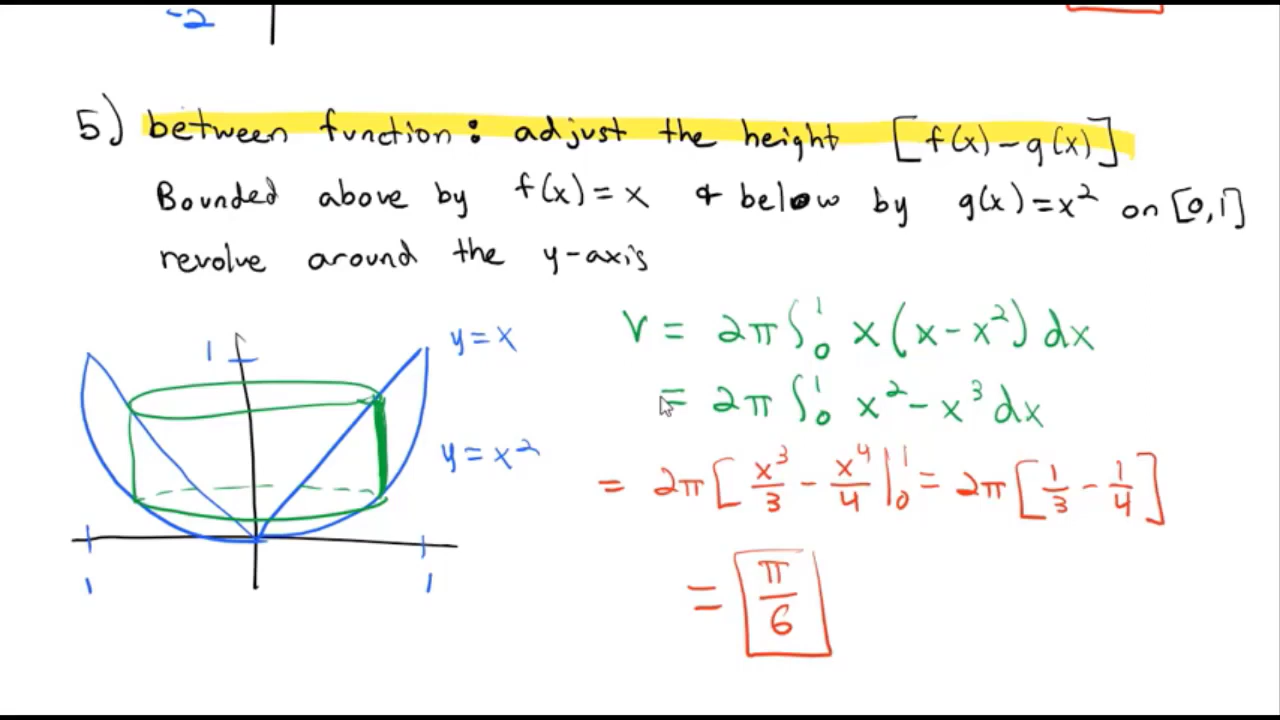 -2
5) between function: adjust the height [f(x)-g(x)]
Bounded above by f(x)=x & below by g(x)=x² on [0,1]
revolve around the y-axis
1
y=x
y=x²
1
1
V = 2π∫₀¹ x(x-x²)dx
= 2π∫₀¹ x²-x³dx
= 2π[x³/3 - x⁴/4|₀¹ = 2π[1/3 - 1/4]
= π/6